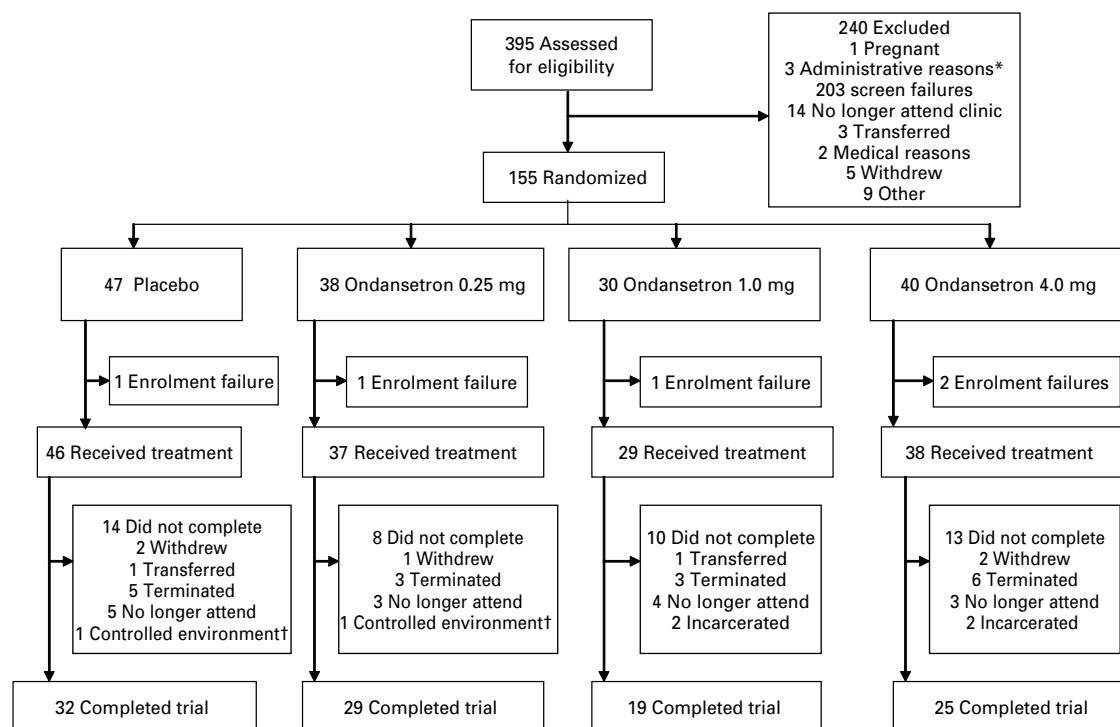 395 Assessed
for eligibility
240 Excluded
1 Pregnant
3 Administrative reasons*
203 screen failures
14 No longer attend clinic
3 Transferred
2 Medical reasons
5 Withdrew
9 Other
155 Randomized
47 Placebo
38 Ondansetron 0.25 mg
30 Ondansetron 1.0 mg
40 Ondansetron 4.0 mg
1 Enrolment failure
1 Enrolment failure
1 Enrolment failure
2 Enrolment failures
46 Received treatment
37 Received treatment
29 Received treatment
38 Received treatment
14 Did not complete
2 Withdrew
1 Transferred
5 Terminated
5 No longer attend
1 Controlled environment†
8 Did not complete
1 Withdrew
3 Terminated
3 No longer attend
1 Controlled environment†
10 Did not complete
1 Transferred
3 Terminated
4 No longer attend
2 Incarcerated
13 Did not complete
2 Withdrew
6 Terminated
3 No longer attend
2 Incarcerated
32 Completed trial
29 Completed trial
19 Completed trial
25 Completed trial